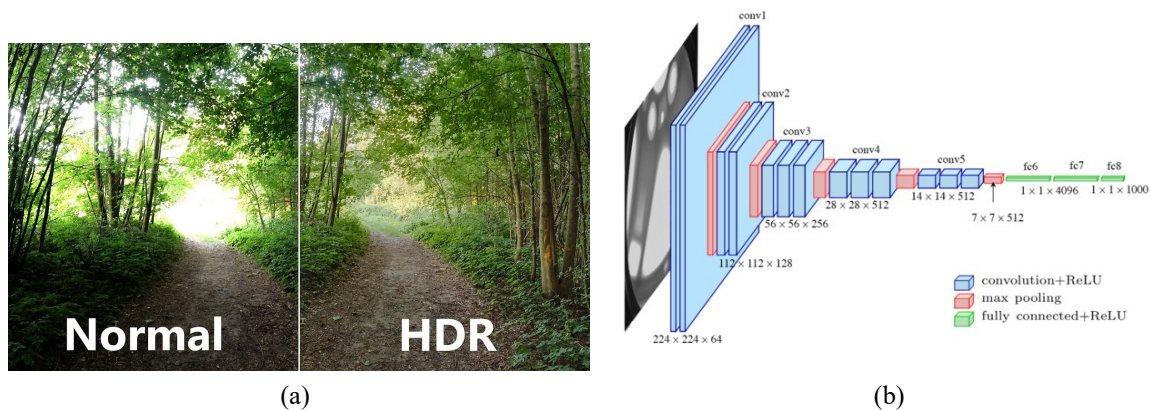 Normal
HDR
(a)
conv1
conv2
conv3
conv4
conv5
fc6
fc7
fc8
1 × 1 × 4096
1 × 1 × 1000
28 × 28 × 512
14 × 14 × 512
7 × 7 × 512
56 × 56 × 256
112 × 112 × 128
224 × 224 × 64
convolution+ReLU
max pooling
fully connected+ReLU
(b)